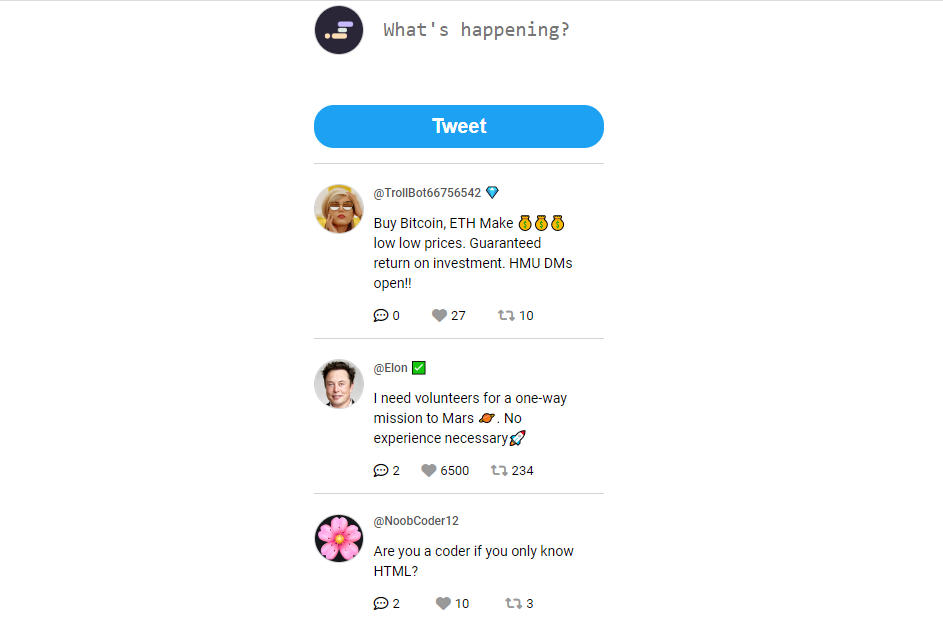 What's happening?
Tweet
@TrollBot66756542 💎
Buy Bitcoin, ETH Make 💰💰💰
low low prices. Guaranteed
return on investment. HMU DMs
open!!
0 27 10
@Elon ✅
I need volunteers for a one-way
mission to Mars 🪐. No
experience necessary🚀
2 6500 234
@NoobCoder12
Are you a coder if you only know
HTML?
2 10 3